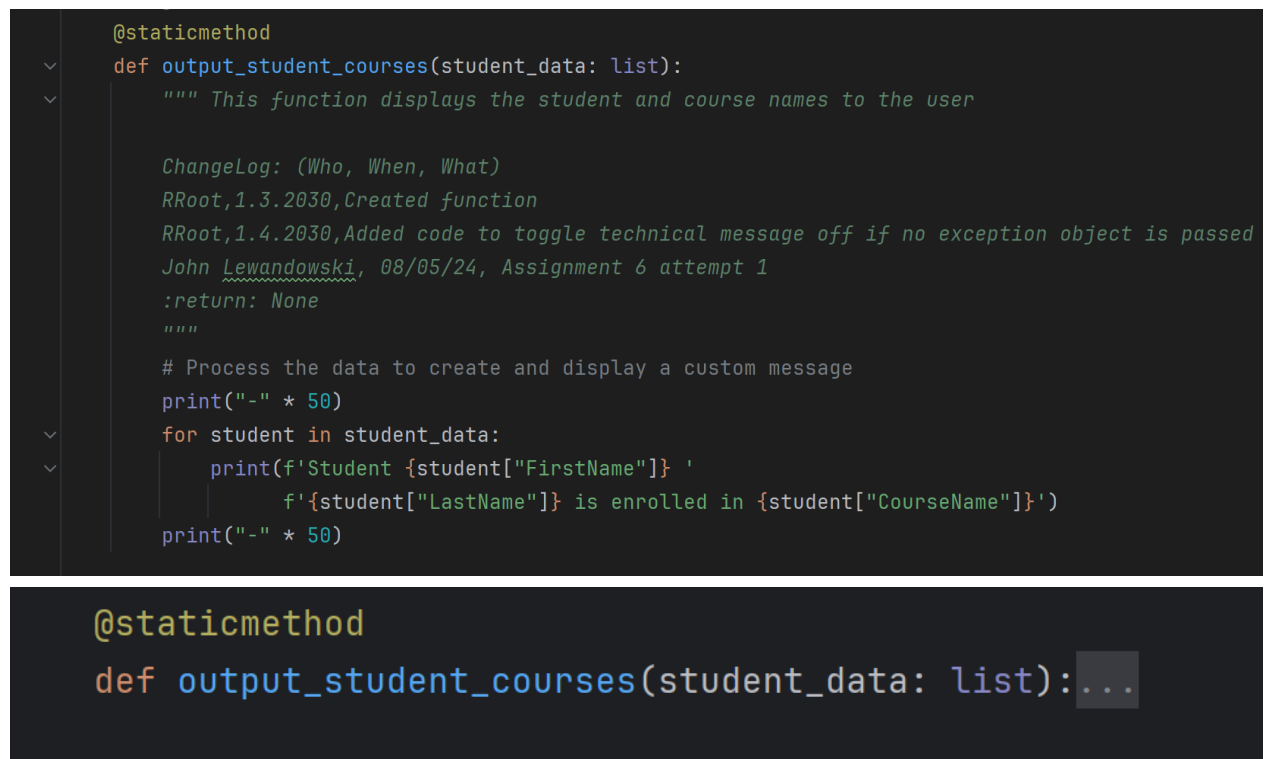 @staticmethod
def output_student_courses(student_data: list):
""" This function displays the student and course names to the user
ChangeLog: (Who, When, What)
RRoot,1.3.2030,Created function
RRoot,1.4.2030,Added code to toggle technical message off if no exception object is passed
John Lewandowski, 08/05/24, Assignment 6 attempt 1
:return: None
"""
# Process the data to create and display a custom message
print("-" * 50)
for student in student_data:
print(f'Student {student["FirstName"]} '
f'{student["LastName"]} is enrolled in {student["CourseName"]}')
print("-" * 50)
@staticmethod
def output_student_courses(student_data: list):...